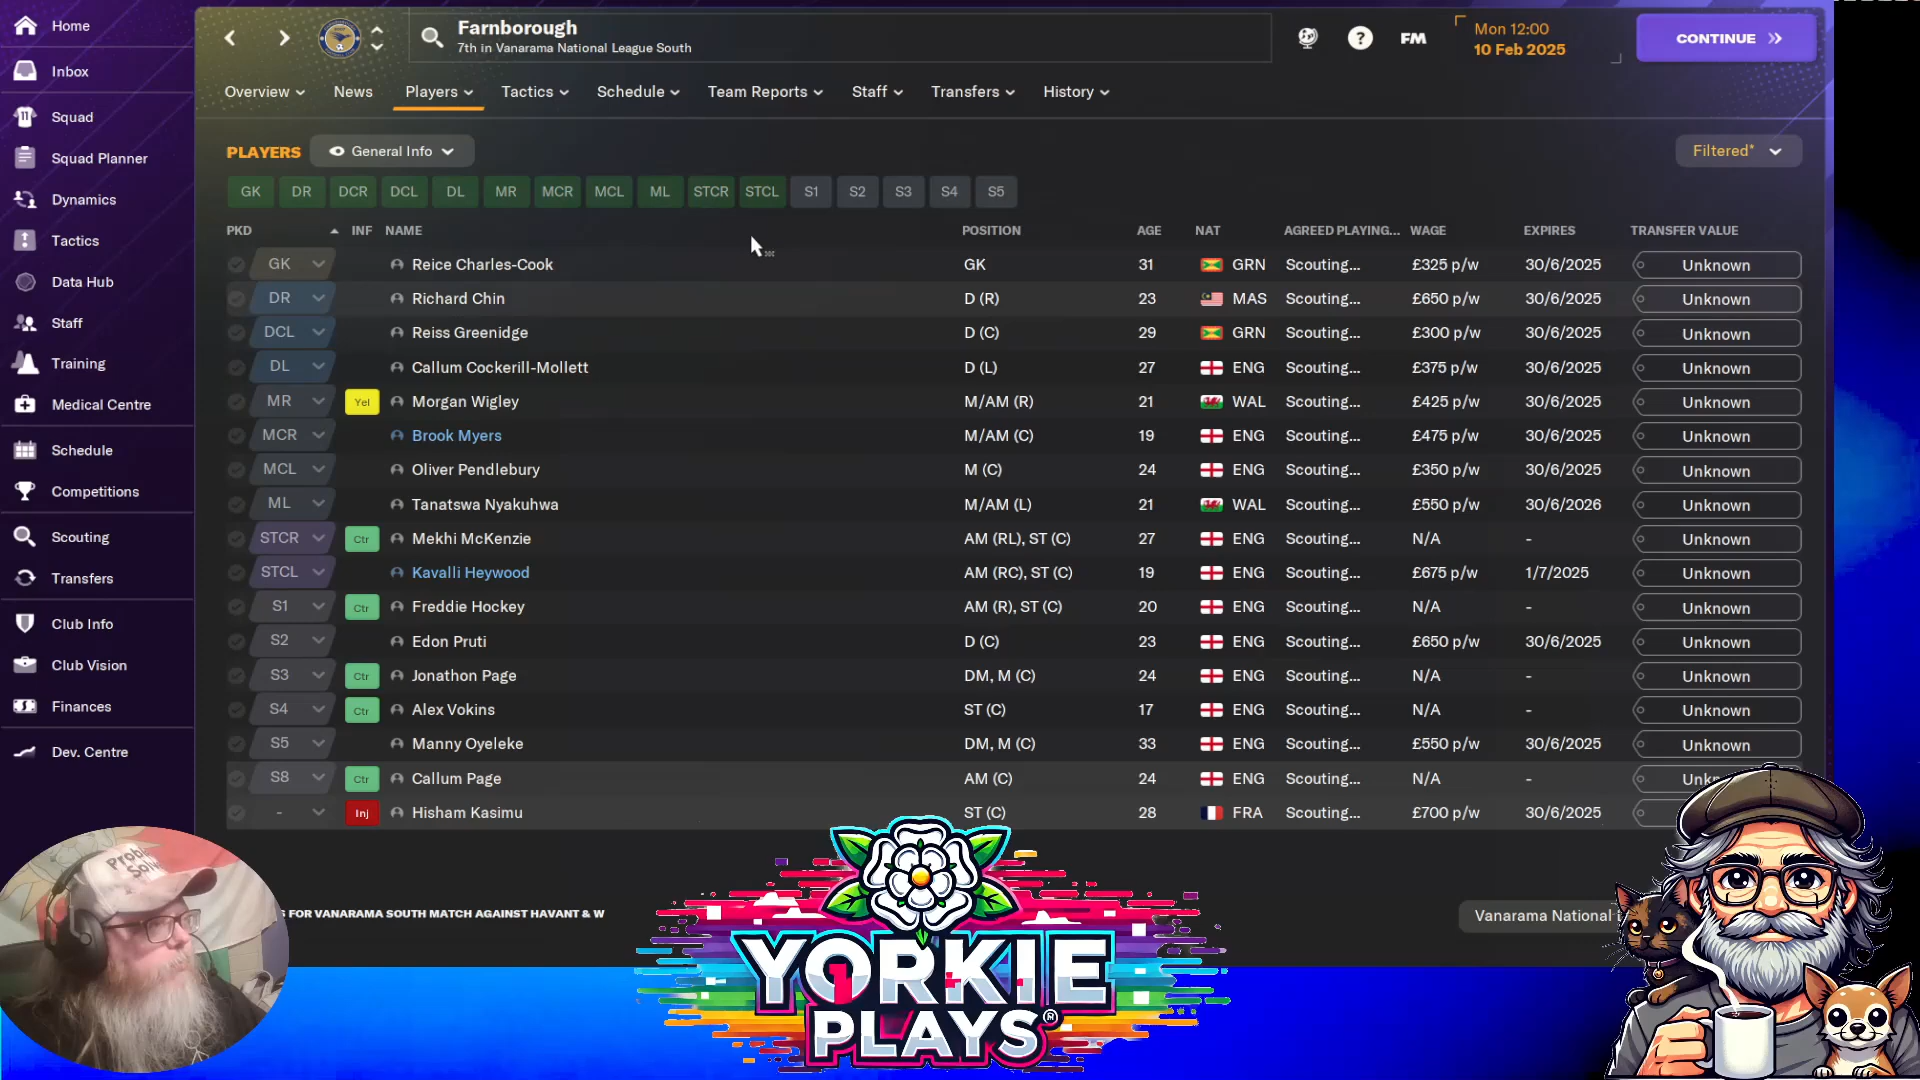 Home
Inbox
Squad
Squad Planner
Dynamics
Tactics
Data Hub
Staff
Training
Medical Centre
Schedule
Competitions
Scouting
Transfers
Club Info
Club Vision
Finances
Dev. Centre
Farnborough
7th in Vanarama National League South
FM
Mon 12:00
10 Feb 2025
CONTINUE
Overview News Players Tactics Schedule Team Reports Staff Transfers History
PLAYERS General Info Filtered*
GK DR DCR DCL DL MR MCR MCL ML STCR STCL S1 S2 S3 S4 S5
PKD INF NAME POSITION AGE NAT AGREED PLAYING... WAGE EXPIRES TRANSFER VALUE
GK Reice Charles-Cook GK 31 GRN Scouting... £325 p/w 30/6/2025 Unknown
DR Richard Chin D (R) 23 MAS Scouting... £650 p/w 30/6/2025 Unknown
DCL Reiss Greenidge D (C) 29 GRN Scouting... £300 p/w 30/6/2025 Unknown
DL Callum Cockerill-Mollett D (L) 27 ENG Scouting... £375 p/w 30/6/2025 Unknown
MR Yel Morgan Wigley M/AM (R) 21 WAL Scouting... £425 p/w 30/6/2025 Unknown
MCR Brook Myers M/AM (C) 19 ENG Scouting... £475 p/w 30/6/2025 Unknown
MCL Oliver Pendlebury M (C) 24 ENG Scouting... £350 p/w 30/6/2025 Unknown
ML Tanatswa Nyakuhwa M/AM (L) 21 WAL Scouting... £550 p/w 30/6/2026 Unknown
STCR Ctr Mekhi McKenzie AM (RL), ST (C) 27 ENG Scouting... N/A - Unknown
STCL Kavalli Heywood AM (RC), ST (C) 19 ENG Scouting... £675 p/w 1/7/2025 Unknown
S1 Ctr Freddie Hockey AM (R), ST (C) 20 ENG Scouting... N/A - Unknown
S2 Edon Pruti D (C) 23 ENG Scouting... £650 p/w 30/6/2025 Unknown
S3 Ctr Jonathon Page DM, M (C) 24 ENG Scouting... N/A - Unknown
S4 Ctr Alex Vokins ST (C) 17 ENG Scouting... N/A - Unknown
S5 Manny Oyeleke DM, M (C) 33 ENG Scouting... £550 p/w 30/6/2025 Unknown
S8 Ctr Callum Page AM (C) 24 ENG Scouting... N/A -
- Inj Hisham Kasimu ST (C) 28 FRA Scouting... £700 p/w 30/6/2025
S FOR VANARAMA SOUTH MATCH AGAINST HAVANT & W
Vanarama National
YORKIE
PLAYS®